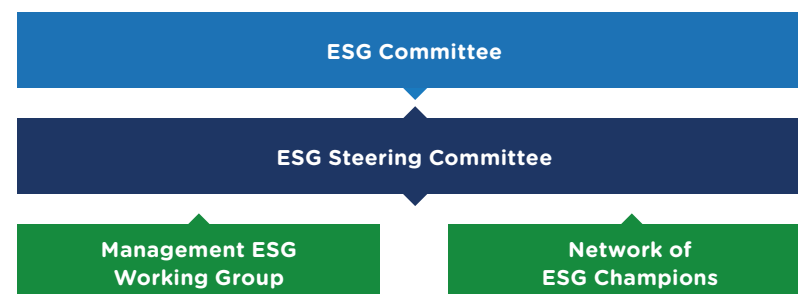 ESG Committee
ESG Steering Committee
Management ESG
Working Group
Network of
ESG Champions